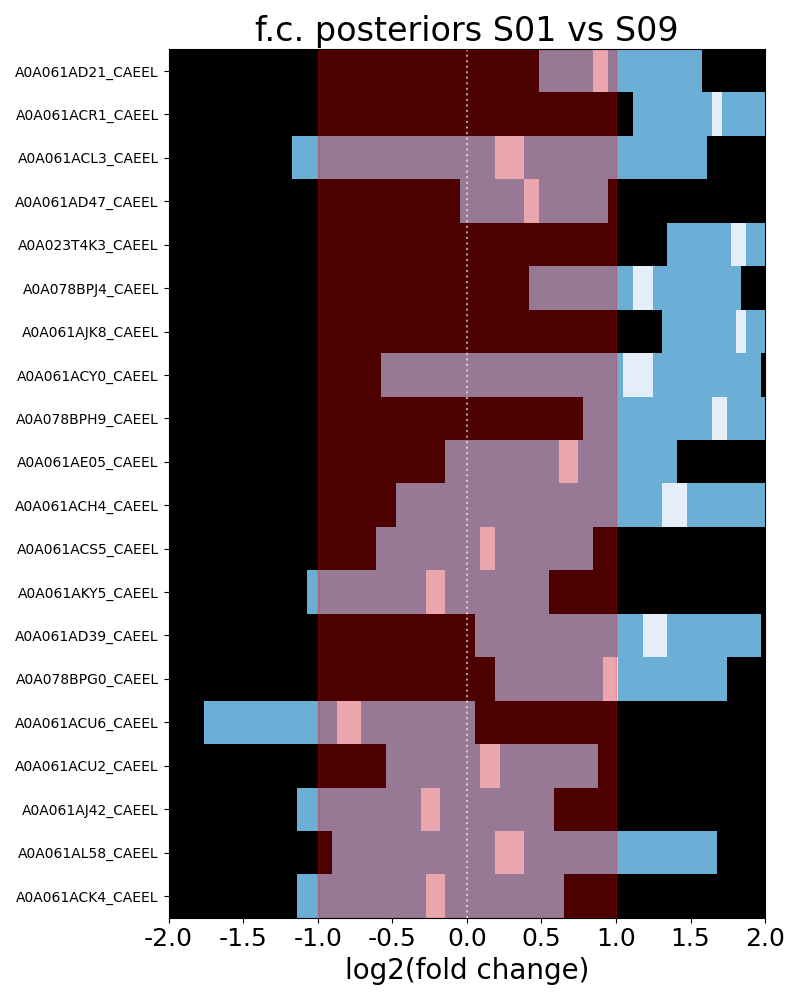 f.c. posteriors S01 vs S09
A0A061AD21_CAEEL
A0A061ACR1_CAEEL
A0A061ACL3_CAEEL
A0A061AD47_CAEEL
A0A023T4K3_CAEEL
A0A078BPJ4_CAEEL
A0A061AJK8_CAEEL
A0A061ACY0_CAEEL
A0A078BPH9_CAEEL
A0A061AE05_CAEEL
A0A061ACH4_CAEEL
A0A061ACS5_CAEEL
A0A061AKY5_CAEEL
A0A061AD39_CAEEL
A0A078BPG0_CAEEL
A0A061ACU6_CAEEL
A0A061ACU2_CAEEL
A0A061AJ42_CAEEL
A0A061AL58_CAEEL
A0A061ACK4_CAEEL
-2.0 -1.5 -1.0 -0.5 0.0 0.5 1.0 1.5 2.0
log2(fold change)